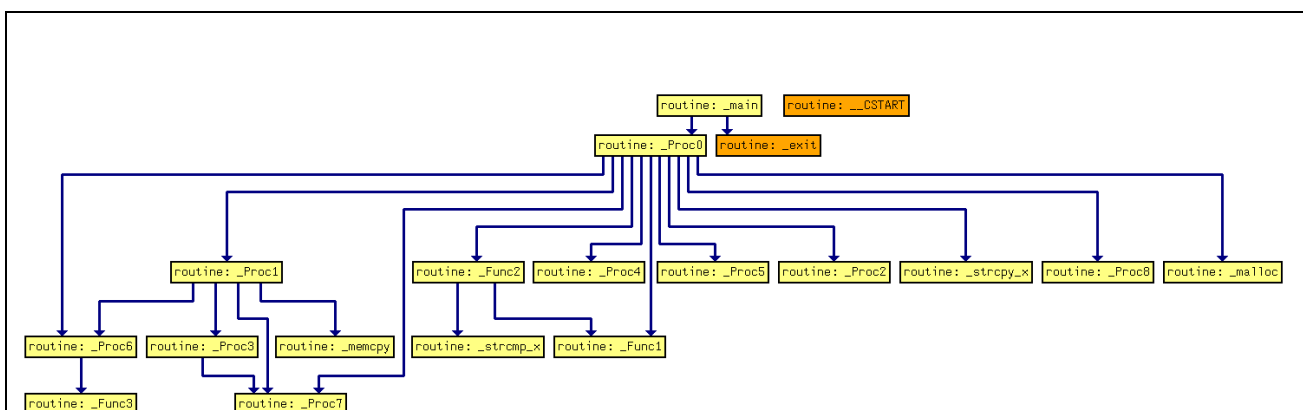 routine: _main
routine: __CSTART
routine: _Proc0
routine: _exit
routine: _Proc1
routine: _Func2
routine: _Proc4
routine: _Proc5
routine: _Proc2
routine: _strcpy_x
routine: _Proc8
routine: _malloc
routine: _Proc6
routine: _Proc3
routine: _memcpy
routine: _strcmp_x
routine: _Func1
routine: _Func3
routine: _Proc7